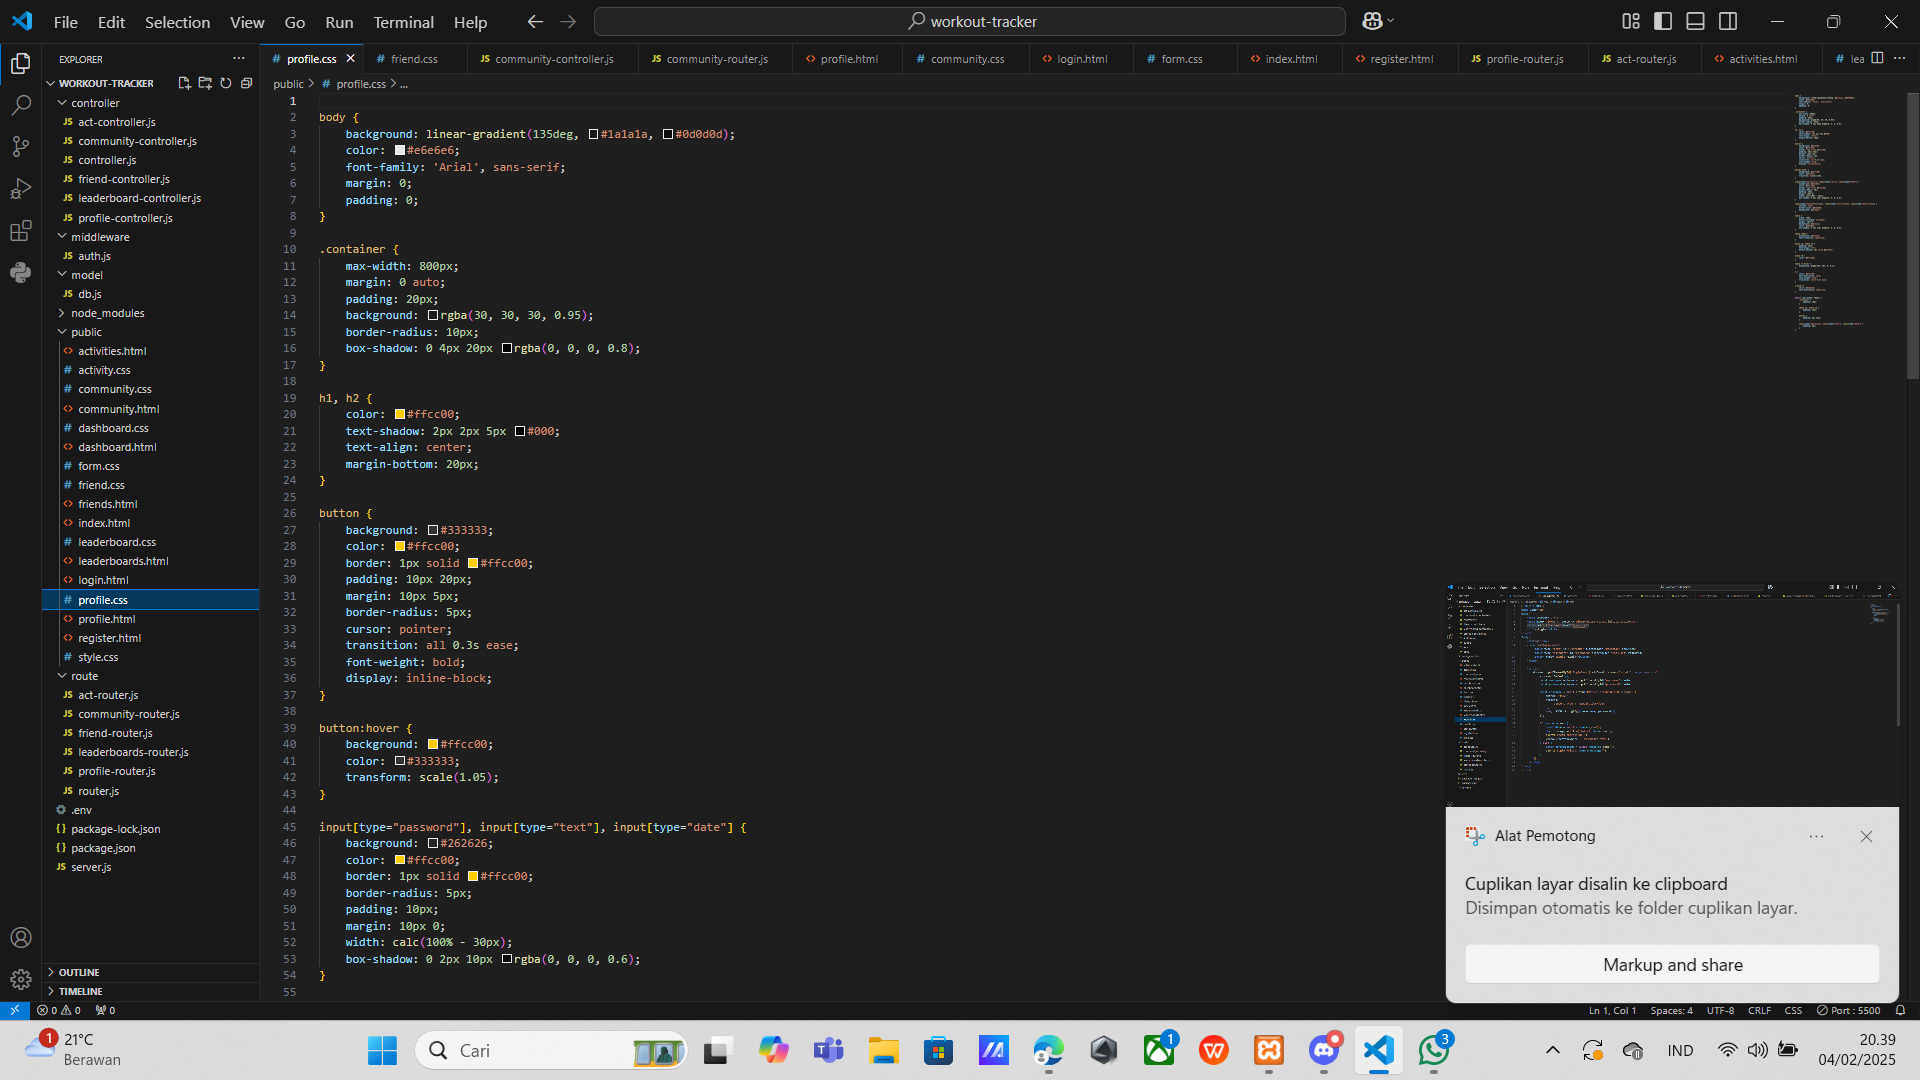 File Edit Selection View Go Run Terminal Help
workout-tracker
EXPLORER
WORKOUT-TRACKER
controller
act-controller.js
community-controller.js
controller.js
friend-controller.js
leaderboard-controller.js
profile-controller.js
middleware
auth.js
model
db.js
node_modules
public
activities.html
activity.css
community.css
community.html
dashboard.css
dashboard.html
form.css
friend.css
friends.html
index.html
leaderboard.css
leaderboards.html
login.html
profile.css
profile.html
register.html
style.css
route
act-router.js
community-router.js
friend-router.js
leaderboards-router.js
profile-router.js
router.js
.env
package-lock.json
package.json
server.js
OUTLINE
TIMELINE
profile.css friend.css community-controller.js community-router.js profile.html community.css login.html form.css index.html register.html profile-router.js act-router.js activities.html lea
public > # profile.css > ...
1
2 body {
3 background: linear-gradient(135deg, #1a1a1a, #0d0d0d);
4 color: #e6e6e6;
5 font-family: 'Arial', sans-serif;
6 margin: 0;
7 padding: 0;
8 }
9
10 .container {
11 max-width: 800px;
12 margin: 0 auto;
13 padding: 20px;
14 background: rgba(30, 30, 30, 0.95);
15 border-radius: 10px;
16 box-shadow: 0 4px 20px rgba(0, 0, 0, 0.8);
17 }
18
19 h1, h2 {
20 color: #ffcc00;
21 text-shadow: 2px 2px 5px #000;
22 text-align: center;
23 margin-bottom: 20px;
24 }
25
26 button {
27 background: #333333;
28 color: #ffcc00;
29 border: 1px solid #ffcc00;
30 padding: 10px 20px;
31 margin: 10px 5px;
32 border-radius: 5px;
33 cursor: pointer;
34 transition: all 0.3s ease;
35 font-weight: bold;
36 display: inline-block;
37 }
38
39 button:hover {
40 background: #ffcc00;
41 color: #333333;
42 transform: scale(1.05);
43 }
44
45 input[type="password"], input[type="text"], input[type="date"] {
46 background: #262626;
47 color: #ffcc00;
48 border: 1px solid #ffcc00;
49 border-radius: 5px;
50 padding: 10px;
51 margin: 10px 0;
52 width: calc(100% - 30px);
53 box-shadow: 0 2px 10px rgba(0, 0, 0, 0.6);
54 }
55
Alat Pemotong
Cuplikan layar disalin ke clipboard
Disimpan otomatis ke folder cuplikan layar.
Markup and share
0 0 0
Ln 1, Col 1 Spaces: 4 UTF-8 CRLF CSS Port : 5500
1
21°C
Berawan
Cari
1
3
IND
20.39
04/02/2025